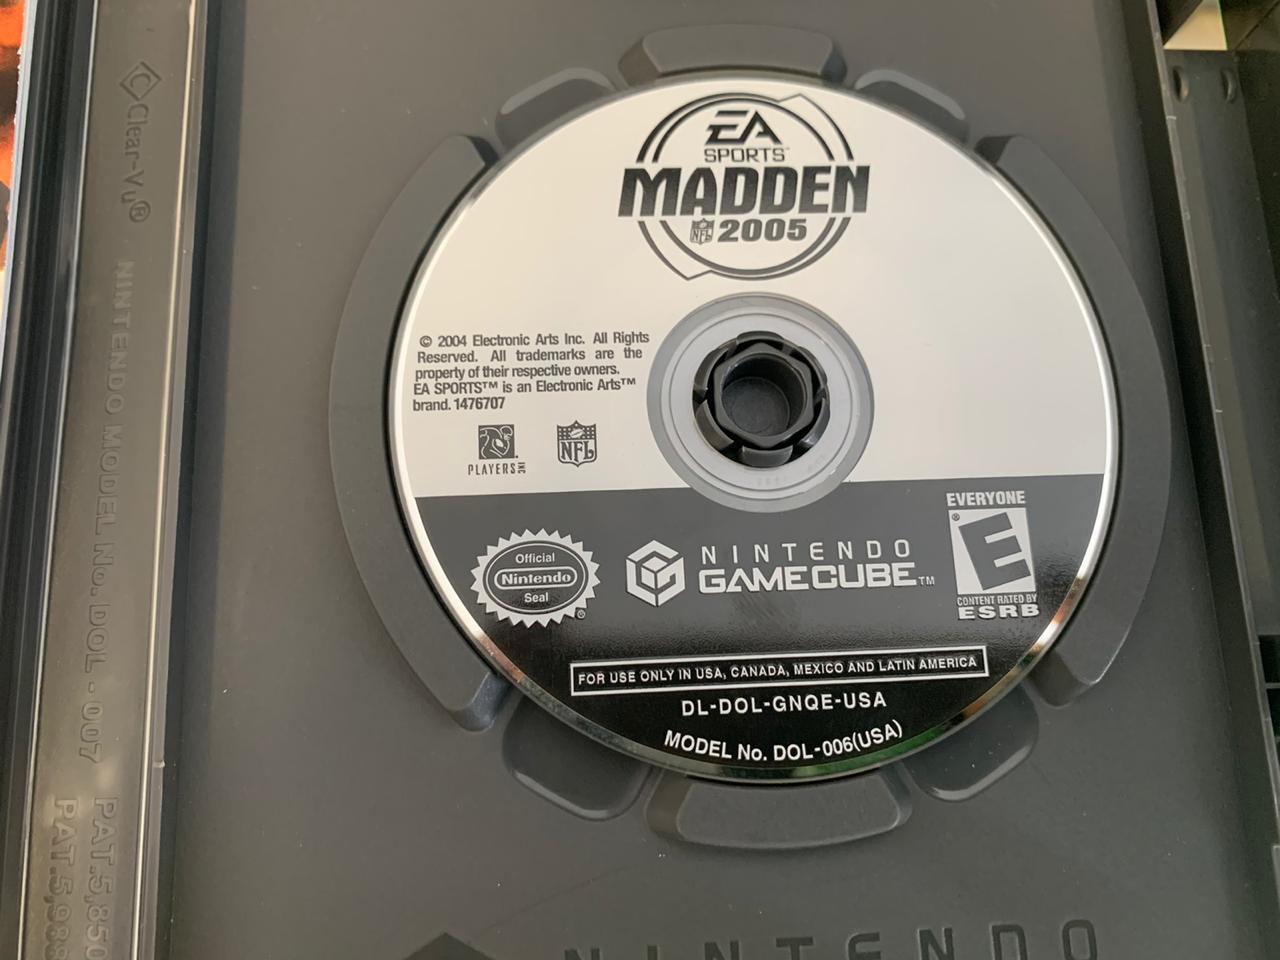 Clear-Vu®
NINTENDO MODEL No. DOL - 007
PAT.5,850
PAT.5,988
EA
SPORTS™
MADDEN
NFL 2005
© 2004 Electronic Arts Inc. All Rights
Reserved. All trademarks are the
property of their respective owners.
EA SPORTS™ is an Electronic Arts™
brand. 1476707
PLAYERS INC
NFL
Official
Nintendo
Seal
®
NINTENDO
GAMECUBE™
EVERYONE
E
®
CONTENT RATED BY
ESRB
FOR USE ONLY IN USA, CANADA, MEXICO AND LATIN AMERICA
DL-DOL-GNQE-USA
MODEL No. DOL-006(USA)
NINTENDO